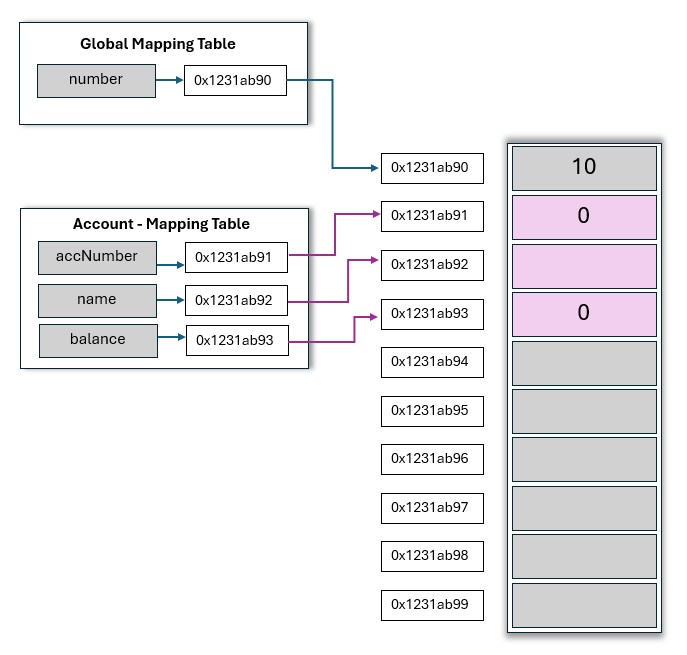 Global Mapping Table
number
0x1231ab90
0x1231ab90
10
0x1231ab91
0
Account - Mapping Table
accNumber
0x1231ab91
0x1231ab92
name
0x1231ab92
0x1231ab93
0
balance
0x1231ab93
0x1231ab94
0x1231ab95
0x1231ab96
0x1231ab97
0x1231ab98
0x1231ab99